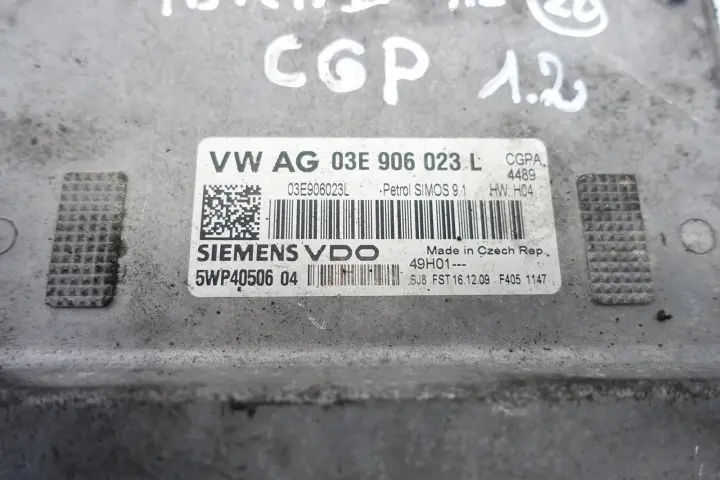 CGP 1.2
VW AG 03E 906 023 L CGPA
4489
03E906023L Petrol SIMOS 9.1 HW H04
SIEMENS VDO Made in Czech Rep.
49H01---
5WP40506 04 SJ8 FST 16.12.09 F405 1147